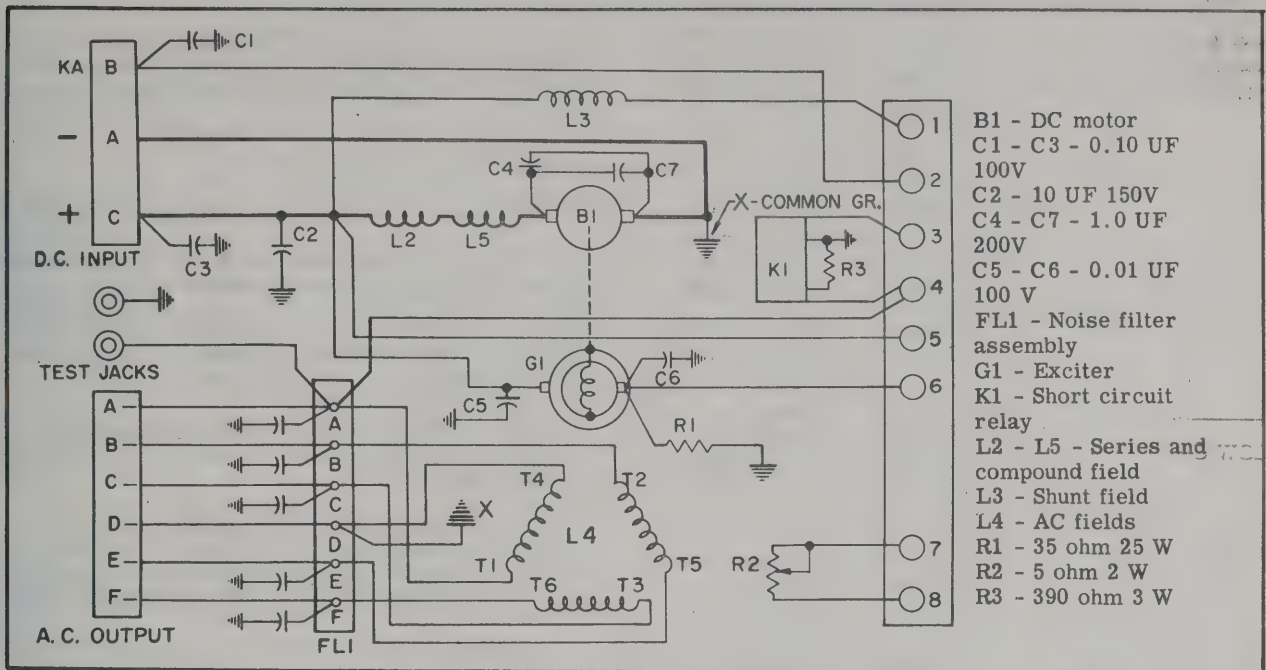 KA
B
C1
−
A
+
C
D.C. INPUT
C3
C2
L2
L5
L3
C4
C7
B1
X-COMMON GR.
K1
R3
TEST JACKS
G1
C5
C6
R1
A
B
C
D
E
F
A.C. OUTPUT
A
B
C
D
E
F
FL1
T4
T1
L4
T2
T5
T6
T3
X
R2
1
2
3
4
5
6
7
8
B1 - DC motor
C1 - C3 - 0.10 UF
100V
C2 - 10 UF 150V
C4 - C7 - 1.0 UF
200V
C5 - C6 - 0.01 UF
100 V
FL1 - Noise filter
assembly
G1 - Exciter
K1 - Short circuit
relay
L2 - L5 - Series and
compound field
L3 - Shunt field
L4 - AC fields
R1 - 35 ohm 25 W
R2 - 5 ohm 2 W
R3 - 390 ohm 3 W